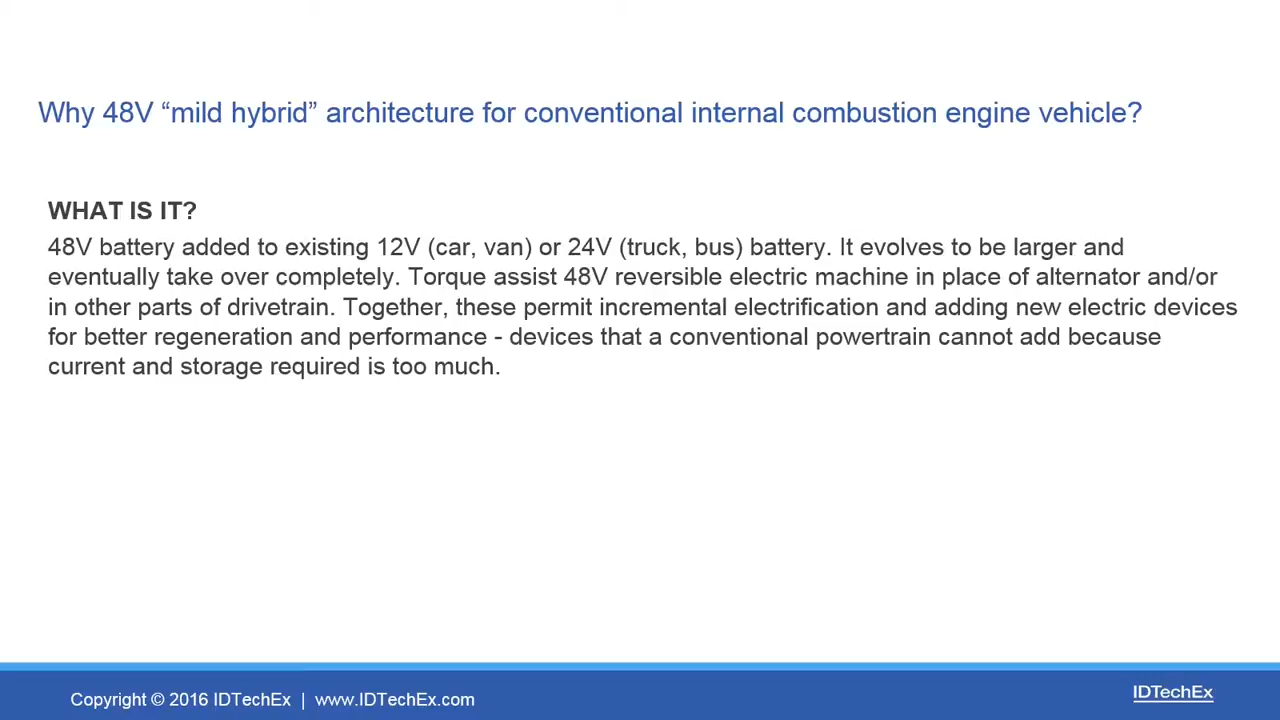 Why 48V “mild hybrid” architecture for conventional internal combustion engine vehicle?
WHAT IS IT?
48V battery added to existing 12V (car, van) or 24V (truck, bus) battery. It evolves to be larger and
eventually take over completely. Torque assist 48V reversible electric machine in place of alternator and/or
in other parts of drivetrain. Together, these permit incremental electrification and adding new electric devices
for better regeneration and performance - devices that a conventional powertrain cannot add because
current and storage required is too much.
Copyright © 2016 IDTechEx | www.IDTechEx.com
IDTechEx